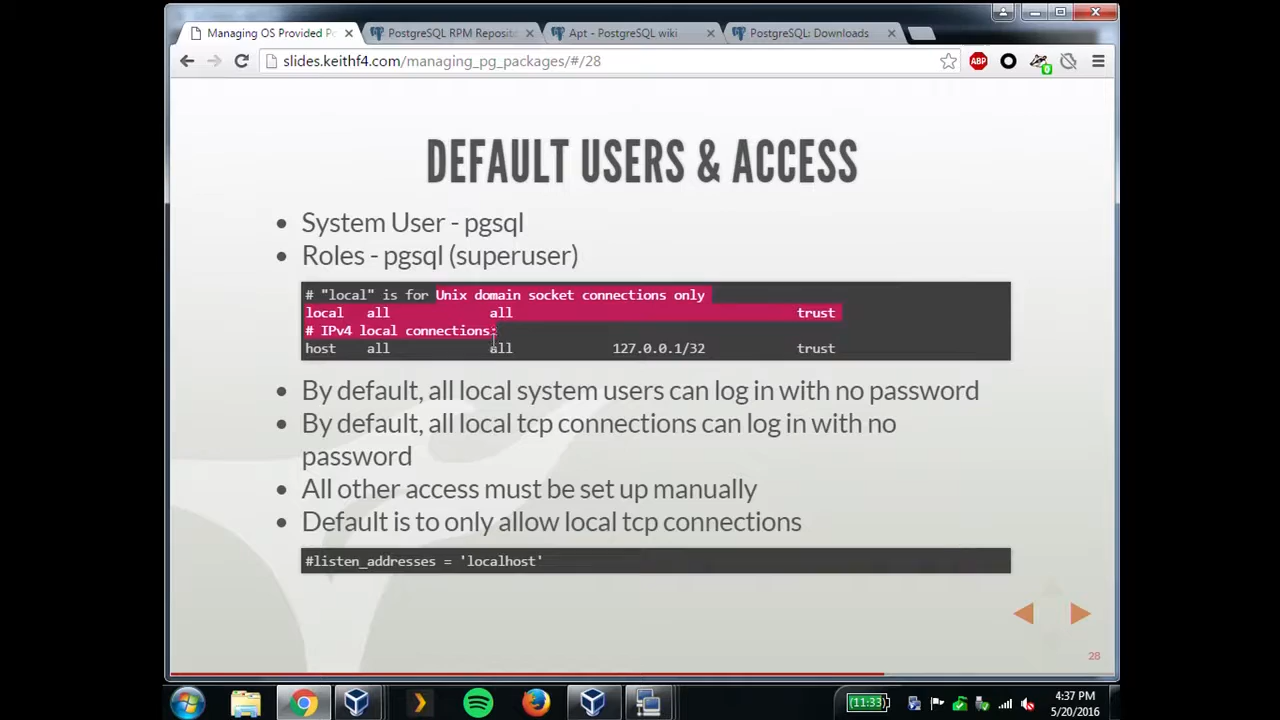 Managing OS Provided Po
PostgreSQL RPM Reposito
Apt - PostgreSQL wiki
PostgreSQL: Downloads
slides.keithf4.com/managing_pg_packages/#/28
ABP
0
DEFAULT USERS & ACCESS
System User - pgsql
Roles - pgsql (superuser)
# "local" is for Unix domain socket connections only
local all all trust
# IPv4 local connections:
host all all 127.0.0.1/32 trust
By default, all local system users can log in with no password
By default, all local tcp connections can log in with no
password
All other access must be set up manually
Default is to only allow local tcp connections
#listen_addresses = 'localhost'
28
(11:33)
4:37 PM
5/20/2016